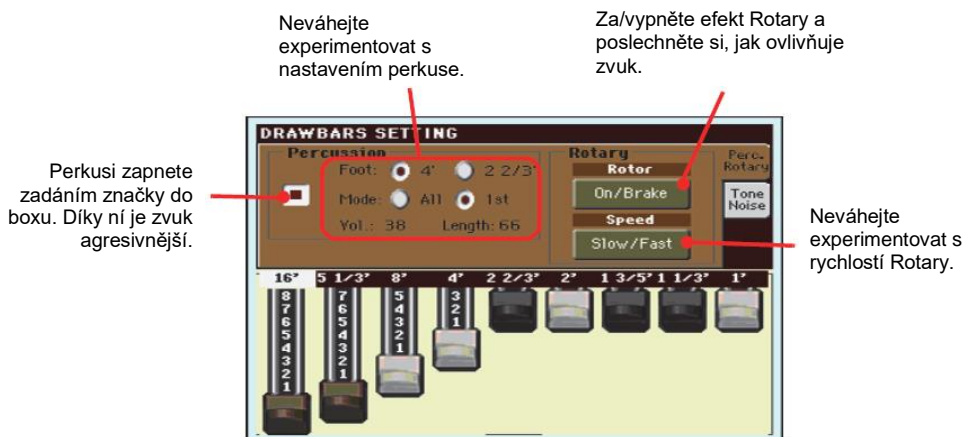 Neváhejte
experimentovat s
nastavením perkuse.
Za/vypněte efekt Rotary a
poslechněte si, jak ovlivňuje
zvuk.
Perkusi zapnete
zadáním značky do
boxu. Díky ní je zvuk
agresivnější.
DRAWBARS SETTING
Percussion
Foot: 4' 2 2/3'
Mode: All 1st
Vol.: 38 Length: 66
Rotary
Rotor
On/Brake
Speed
Slow/Fast
Perc.
Rotary
Tone
Noise
Neváhejte
experimentovat s
rychlostí Rotary.
16' 5 1/3' 8' 4' 2 2/3' 2' 1 3/5' 1 1/3' 1'
8 7 5 3
7 6 4 2
6 5 3 1
5 4 2
4 3 1
3 2
2 1
1